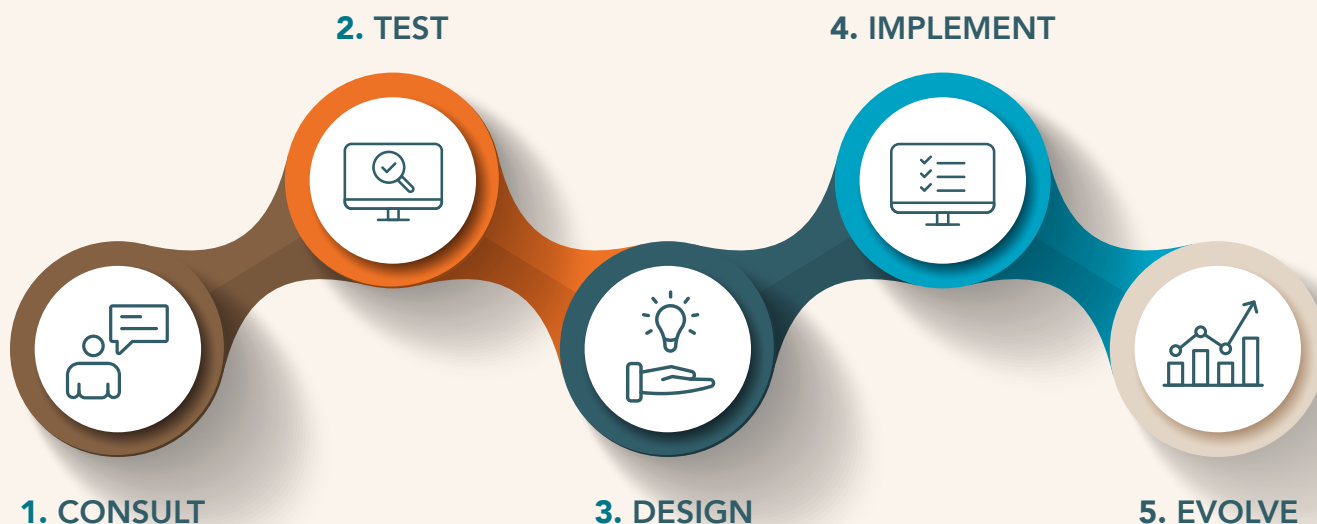 1. CONSULT
2. TEST
3. DESIGN
4. IMPLEMENT
5. EVOLVE